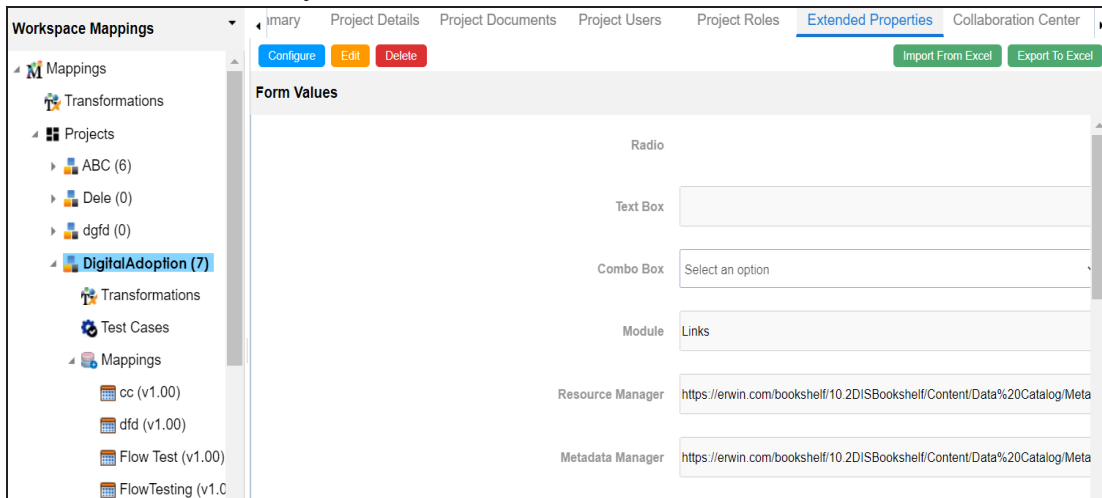 Workspace Mappings
Mappings
Transformations
Projects
ABC (6)
Dele (0)
dgfd (0)
DigitalAdoption (7)
Transformations
Test Cases
Mappings
cc (v1.00)
dfd (v1.00)
Flow Test (v1.00)
FlowTesting (v1.0
mary Project Details Project Documents Project Users Project Roles Extended Properties Collaboration Center
Configure Edit Delete Import From Excel Export To Excel
Form Values
Radio
Text Box
Combo Box Select an option
Module Links
Resource Manager https://erwin.com/bookshelf/10.2DISBookshelf/Content/Data%20Catalog/Meta
Metadata Manager https://erwin.com/bookshelf/10.2DISBookshelf/Content/Data%20Catalog/Meta